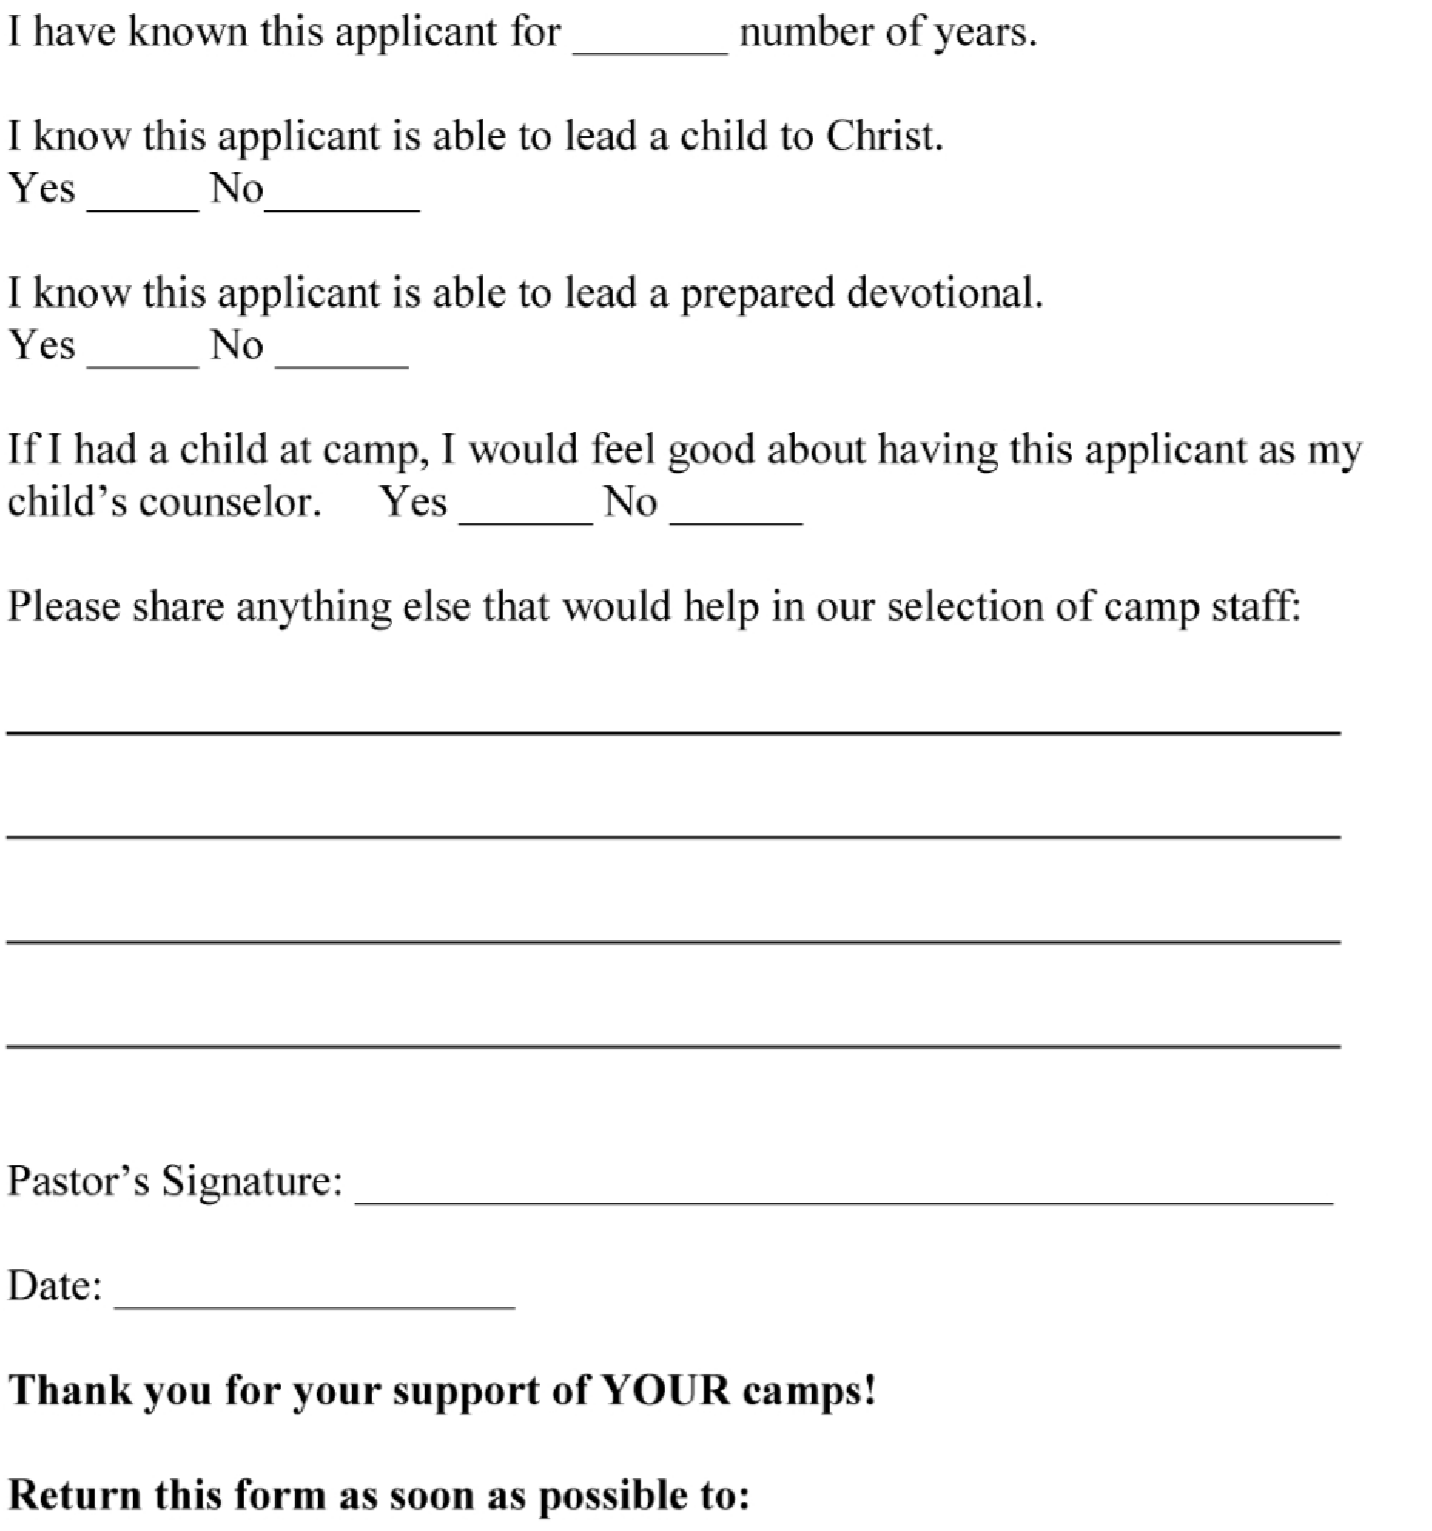 I have known this applicant for _______ number of years.
I know this applicant is able to lead a child to Christ.
Yes _____ No_______
I know this applicant is able to lead a prepared devotional.
Yes _____ No ______
If I had a child at camp, I would feel good about having this applicant as my
child’s counselor. Yes ______ No ______
Please share anything else that would help in our selection of camp staff:
Pastor’s Signature: ____________________________________________
Date: __________________
Thank you for your support of YOUR camps!
Return this form as soon as possible to: